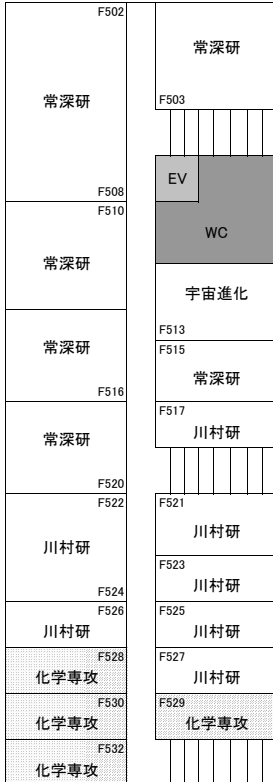 F502
常深研
F508
F510
常深研
常深研
F516
常深研
F520
F522
川村研
F524
F526
川村研
F528
化学専攻
F530
化学専攻
F532
化学専攻
常深研
F503
EV
WC
宇宙進化
F513
F515
常深研
F517
川村研
F521
川村研
F523
川村研
F525
川村研
F527
川村研
F529
化学専攻